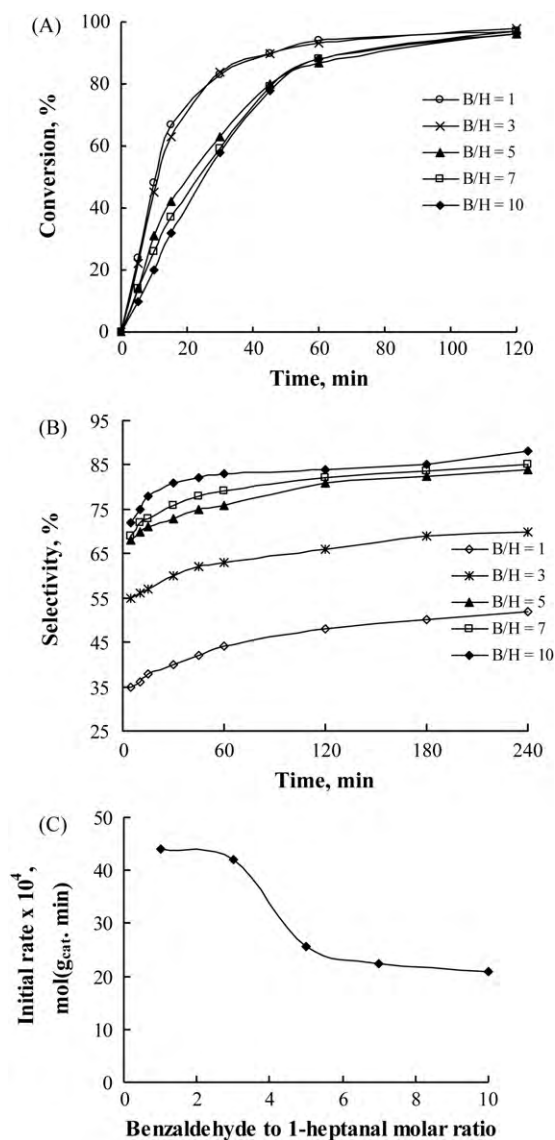 (A)
100
80
60
40
20
0
Conversion, %
B/H = 1
B/H = 3
B/H = 5
B/H = 7
B/H = 10
0 20 40 60 80 100 120
Time, min
(B)
95
85
75
65
55
45
35
25
Selectivity, %
B/H = 1
B/H = 3
B/H = 5
B/H = 7
B/H = 10
0 60 120 180 240
Time, min
(C)
50
40
30
20
10
0
Initial rate x 10⁴,
mol(g_cat. min)
0 2 4 6 8 10
Benzaldehyde to 1-heptanal molar ratio